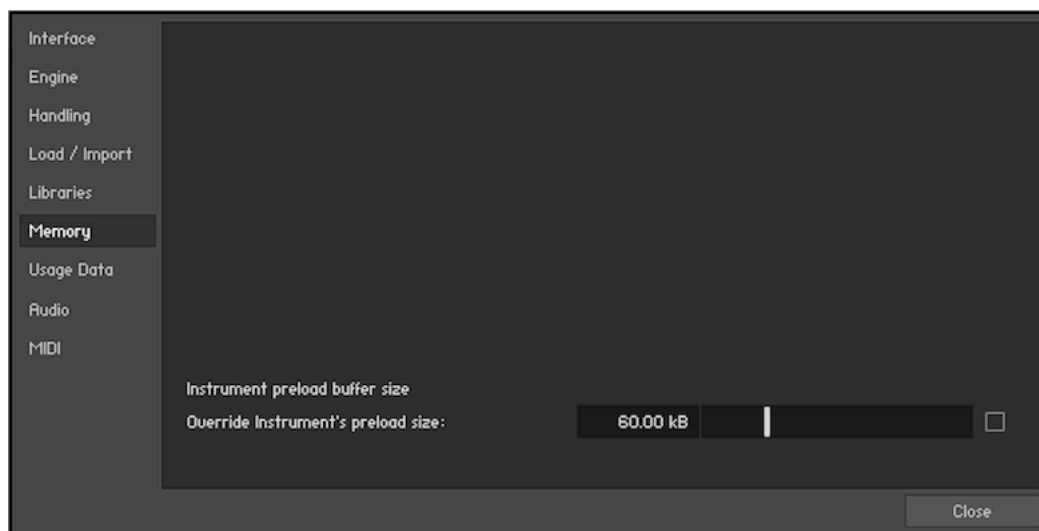 Interface
Engine
Handling
Load / Import
Libraries
Memory
Usage Data
Audio
MIDI
Instrument preload buffer size
Override Instrument's preload size: 60.00 kB
Close